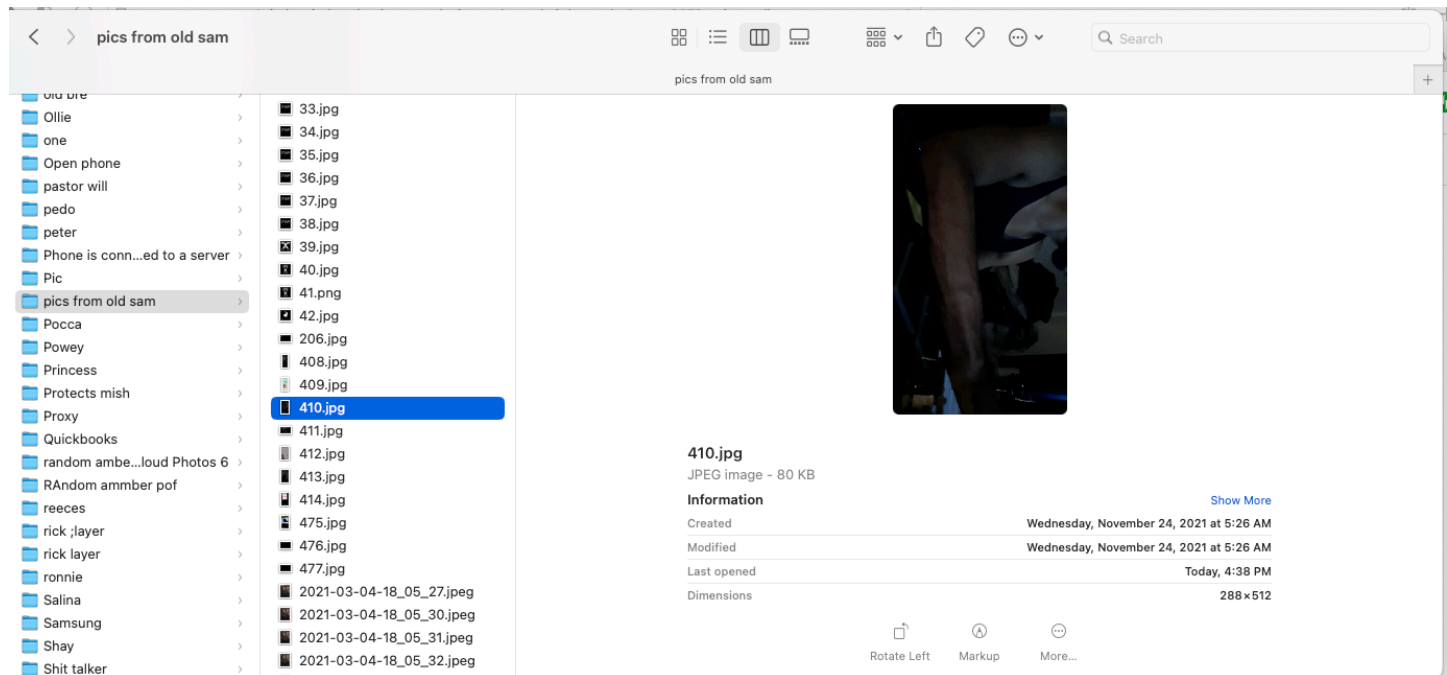 pics from old sam
Search
pics from old sam
old bre
Ollie
one
Open phone
pastor will
pedo
peter
Phone is conn...ed to a server
Pic
pics from old sam
Pocca
Powey
Princess
Protects mish
Proxy
Quickbooks
random ambe...loud Photos 6
RAndom ammber pof
reeces
rick ;layer
rick layer
ronnie
Salina
Samsung
Shay
Shit talker
33.jpg
34.jpg
35.jpg
36.jpg
37.jpg
38.jpg
39.jpg
40.jpg
41.png
42.jpg
206.jpg
408.jpg
409.jpg
410.jpg
411.jpg
412.jpg
413.jpg
414.jpg
475.jpg
476.jpg
477.jpg
2021-03-04-18_05_27.jpeg
2021-03-04-18_05_30.jpeg
2021-03-04-18_05_31.jpeg
2021-03-04-18_05_32.jpeg
410.jpg
JPEG image - 80 KB
Information Show More
Created Wednesday, November 24, 2021 at 5:26 AM
Modified Wednesday, November 24, 2021 at 5:26 AM
Last opened Today, 4:38 PM
Dimensions 288×512
Rotate Left Markup More...